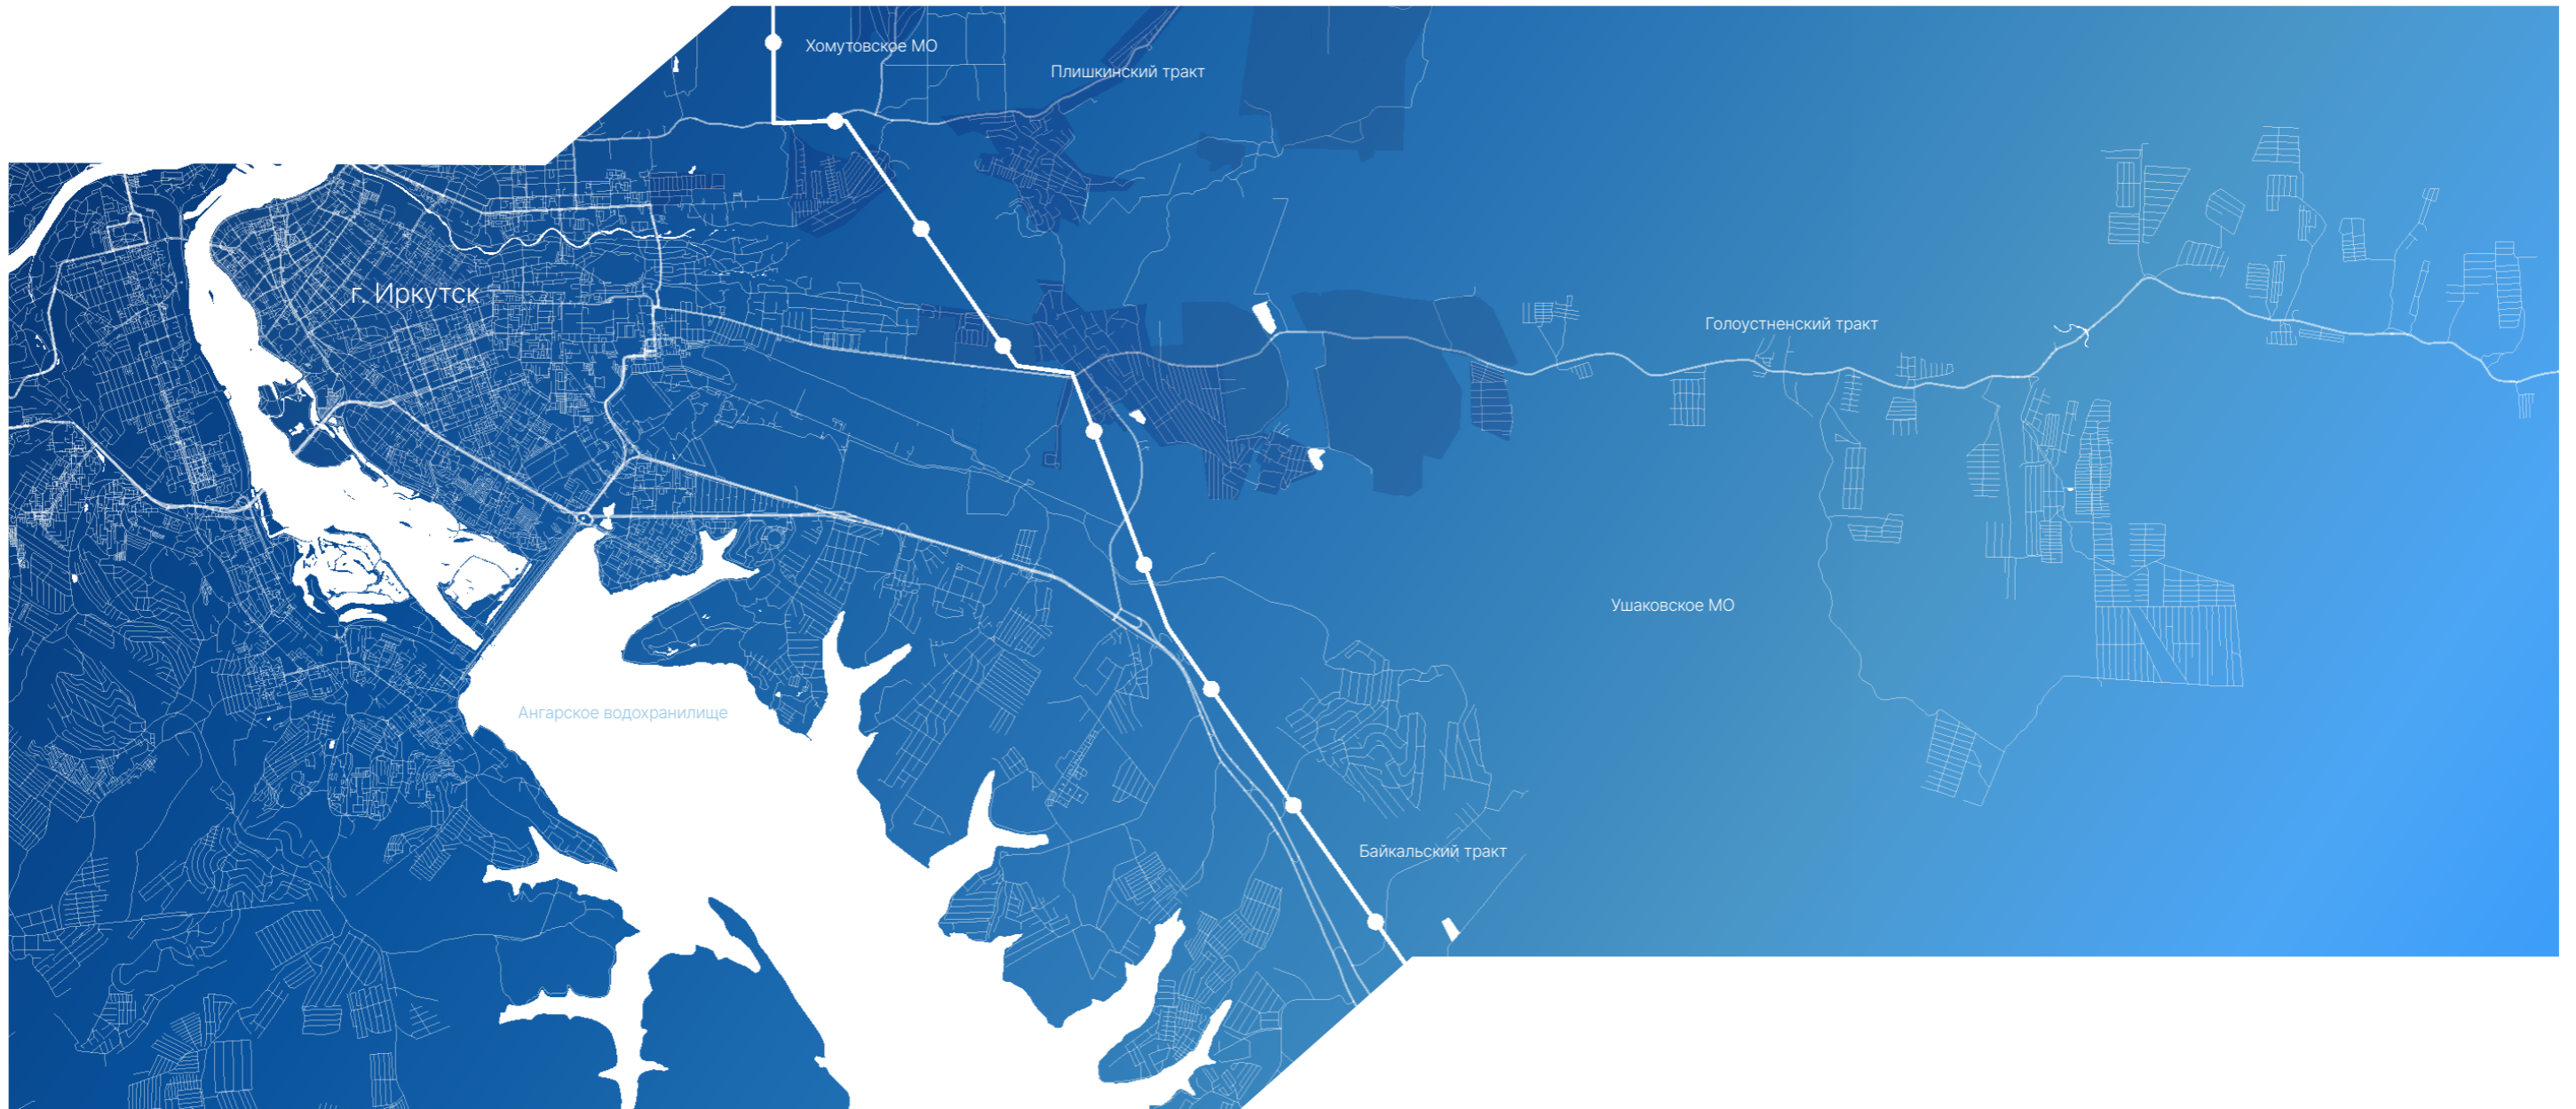 Хомутовское МО
Плишкинский тракт
г. Иркутск
Голоустненский тракт
Ушаковское МО
Ангарское водохранилище
Байкальский тракт